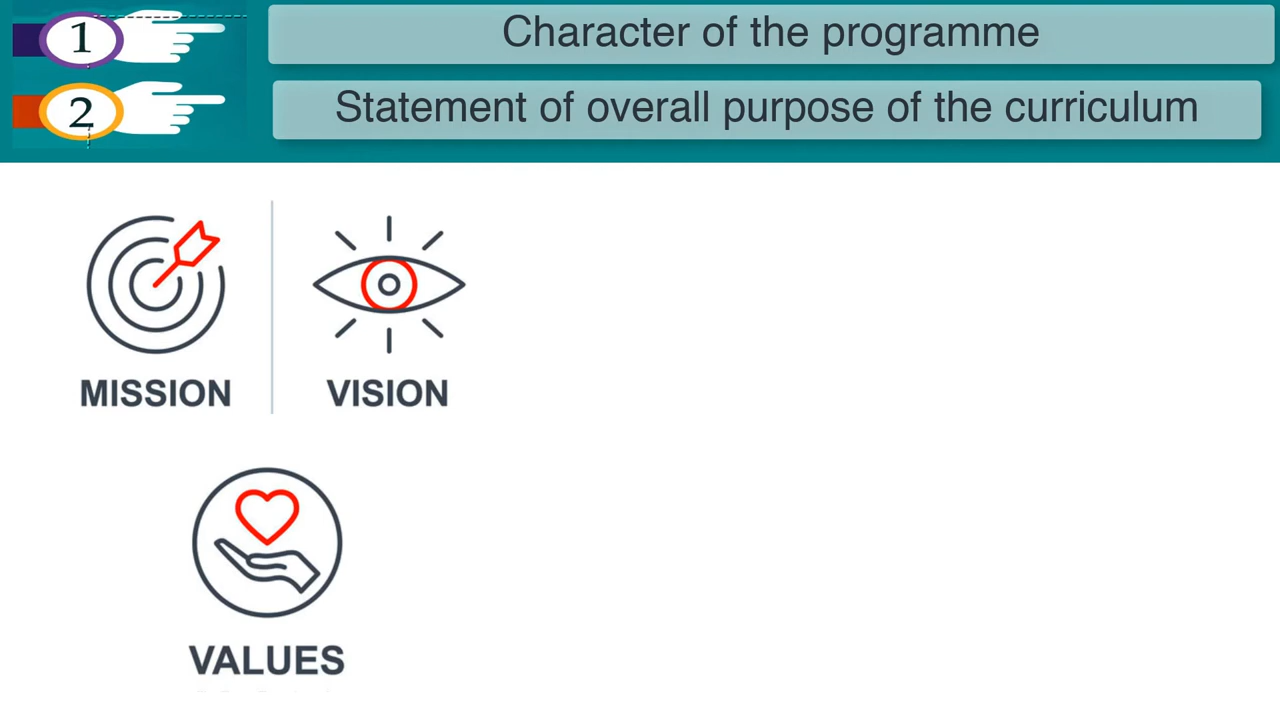 1
Character of the programme
2
Statement of overall purpose of the curriculum
MISSION
VISION
VALUES